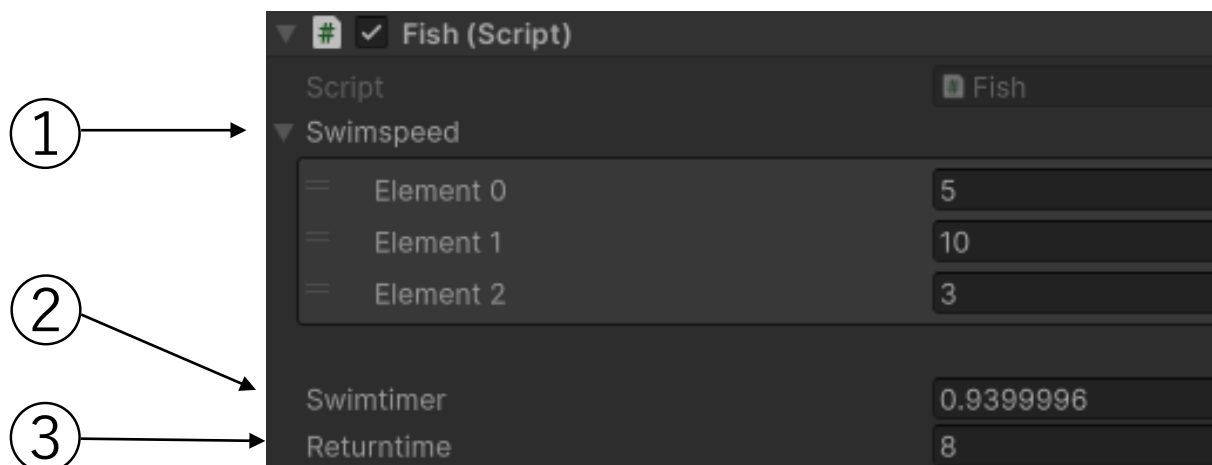 # Fish (Script)
Script # Fish
① Swimspeed
Element 0 5
Element 1 10
Element 2 3
② Swimtimer 0.9399996
③ Returntime 8